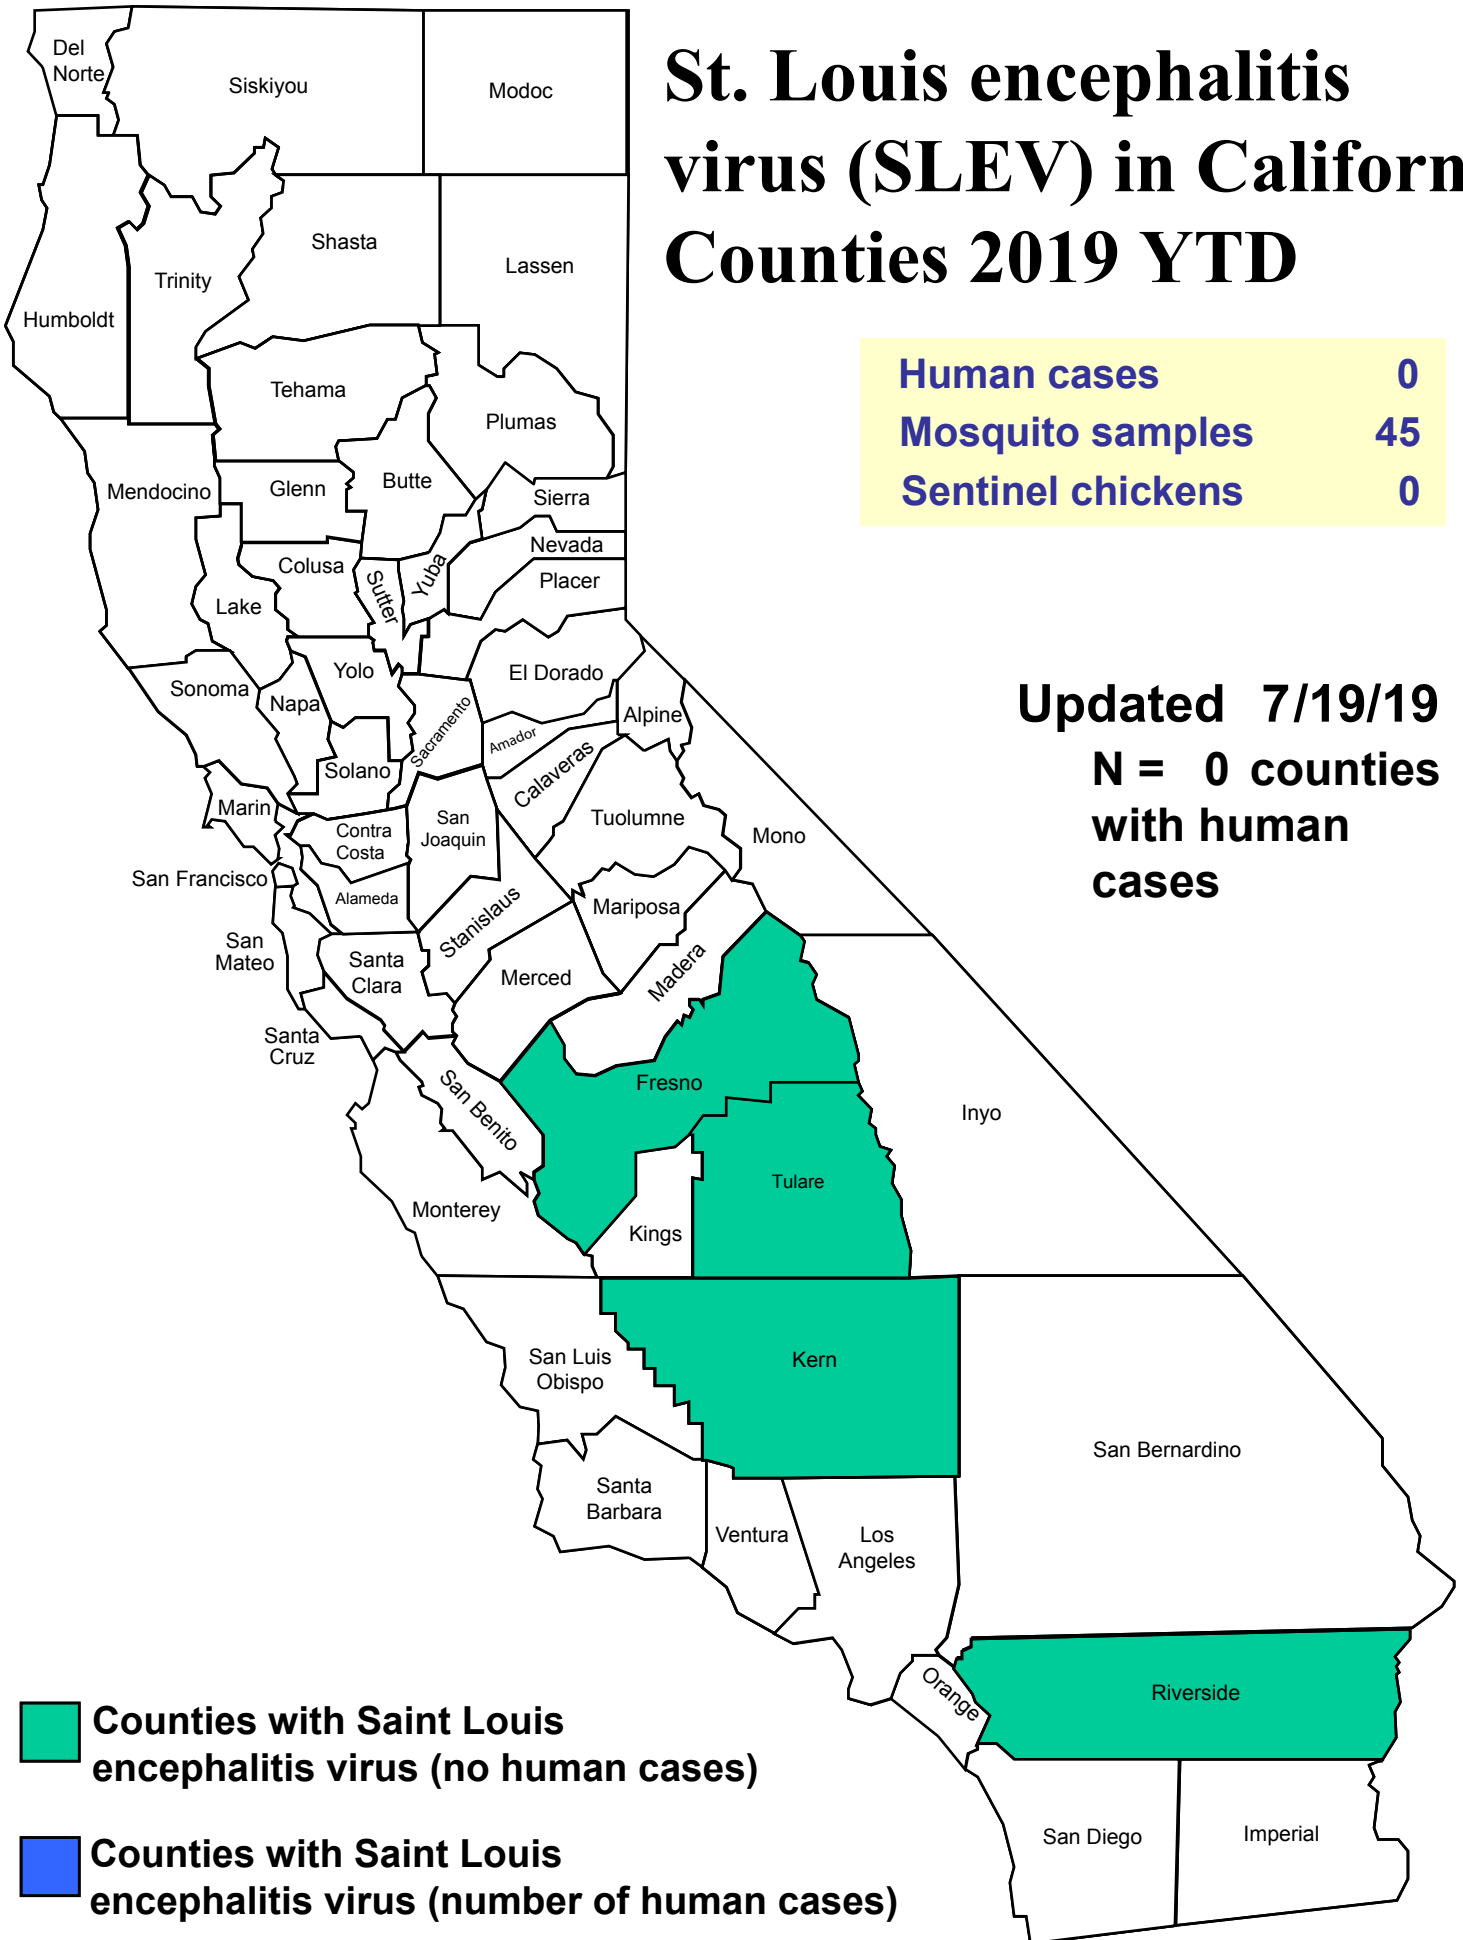 St. Louis encephalitis
virus (SLEV) in Californ
Counties 2019 YTD
Human cases 0
Mosquito samples 45
Sentinel chickens 0
Updated 7/19/19
N = 0 counties
with human
cases
Del
Norte
Siskiyou
Modoc
Shasta
Lassen
Trinity
Humboldt
Tehama
Plumas
Mendocino
Glenn
Butte
Sierra
Nevada
Colusa
Sutter
Yuba
Placer
Lake
Yolo
El Dorado
Sonoma
Napa
Sacramento
Amador
Alpine
Solano
Calaveras
Marin
Contra
Costa
San
Joaquin
Tuolumne
Mono
San Francisco
Alameda
Stanislaus
Mariposa
San
Mateo
Santa
Clara
Merced
Madera
Santa
Cruz
San Benito
Fresno
Inyo
Monterey
Kings
Tulare
San Luis
Obispo
Kern
San Bernardino
Santa
Barbara
Ventura
Los
Angeles
Orange
Riverside
San Diego
Imperial
Counties with Saint Louis
encephalitis virus (no human cases)
Counties with Saint Louis
encephalitis virus (number of human cases)